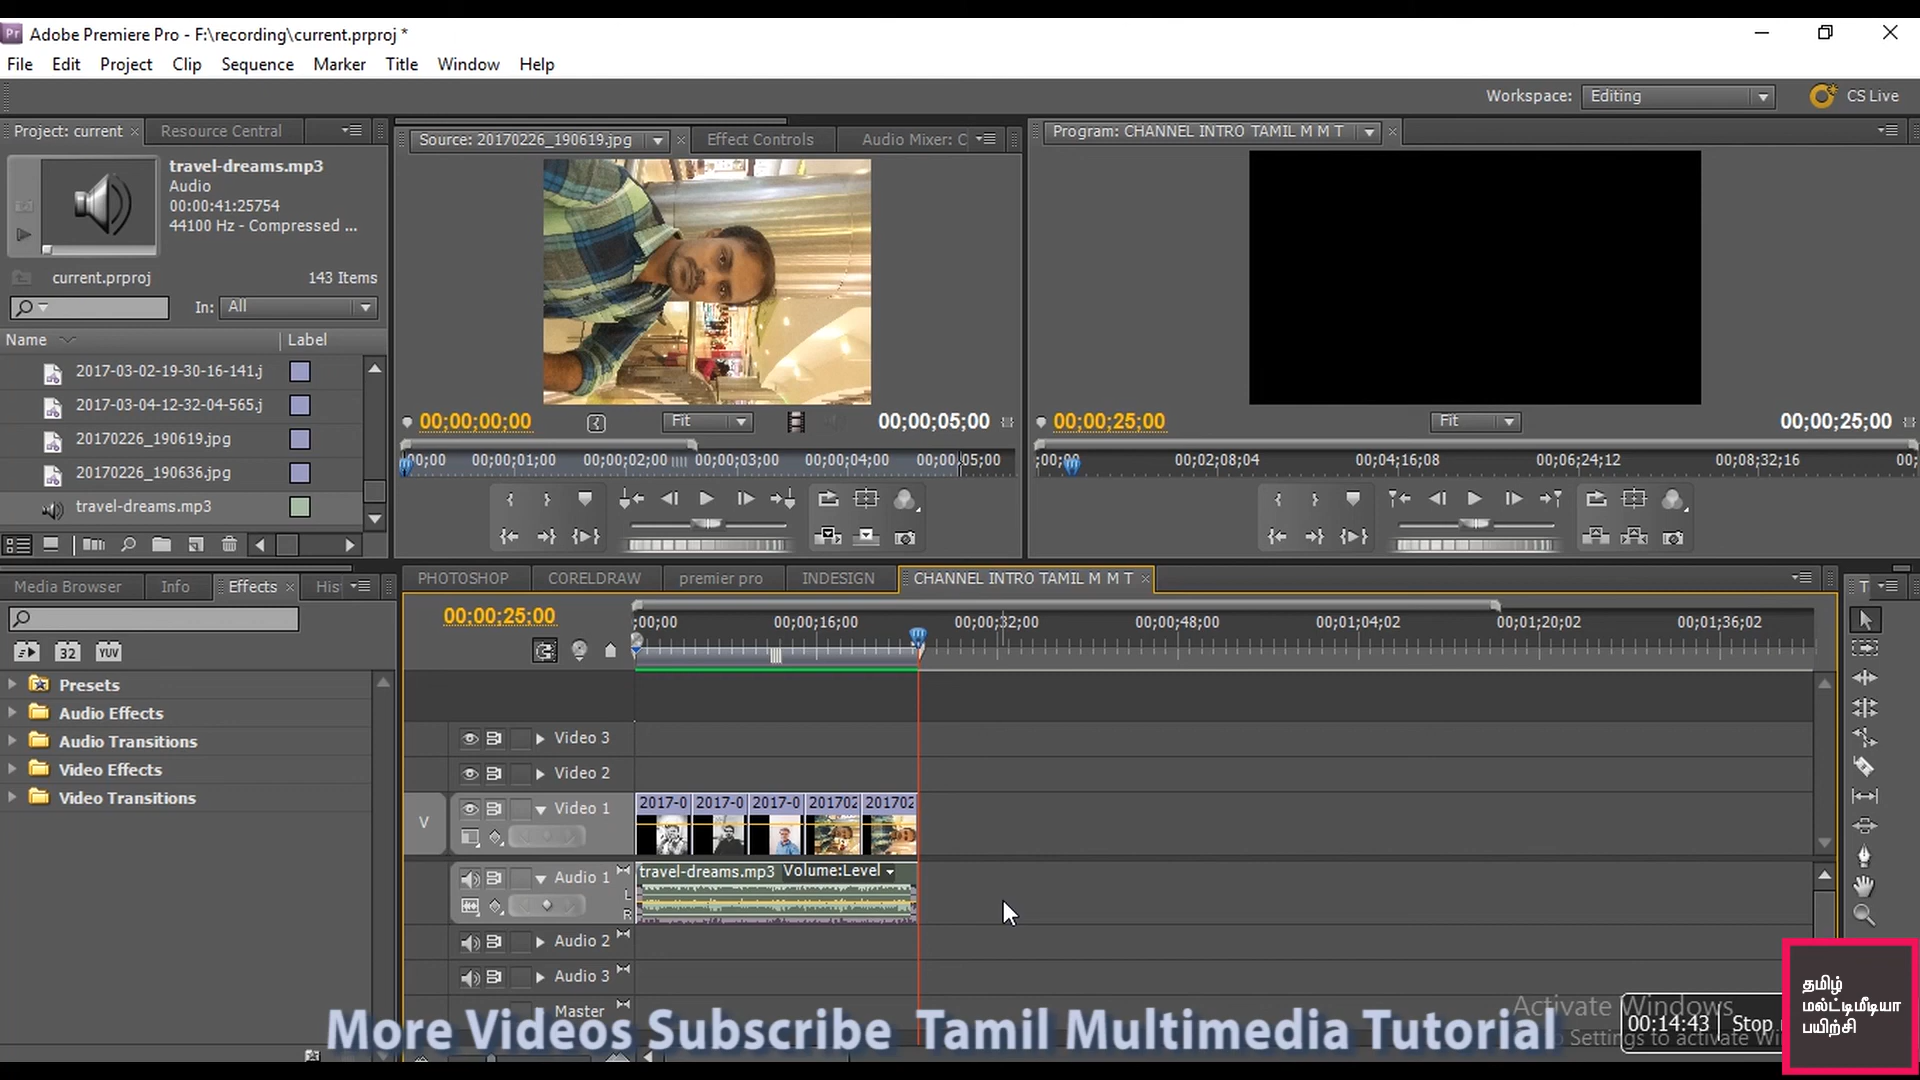 Adobe Premiere Pro - F:\recording\current.prproj *
File Edit Project Clip Sequence Marker Title Window Help
Workspace: Editing CS Live
Project: current Resource Central
travel-dreams.mp3
Audio
00:00:41:25754
44100 Hz - Compressed ...
current.prproj 143 Items
In: All
Name Label
2017-03-02-19-30-16-141.j
2017-03-04-12-32-04-565.j
20170226_190619.jpg
20170226_190636.jpg
travel-dreams.mp3
Source: 20170226_190619.jpg Effect Controls Audio Mixer: C
00;00;00;00 Fit 00;00;05;00
00;00 00;00;01;00 00;00;02;00 00;00;03;00 00;00;04;00 00;00;05;00
Program: CHANNEL INTRO TAMIL M M T
00;00;25;00 Fit 00;00;25;00
;00;00 00;02;08;04 00;04;16;08 00;06;24;12 00;08;32;16 00;
Media Browser Info Effects His
32 YUV
Presets
Audio Effects
Audio Transitions
Video Effects
Video Transitions
PHOTOSHOP CORELDRAW premier pro INDESIGN CHANNEL INTRO TAMIL M M T
00;00;25;00
;00;00 00;00;16;00 00;00;32;00 00;00;48;00 00;01;04;02 00;01;20;02 00;01;36;02
Video 3
Video 2
V Video 1
2017-0 2017-0 2017-0 201702 201702
Audio 1 L R
travel-dreams.mp3 Volume:Level
Audio 2
Audio 3
Master
T
More Videos Subscribe Tamil Multimedia Tutorial
Activate Windows
Settings to activate Wi
00:14:43 Stop
தமிழ்
மல்ட்டிமீடியா
பயிற்சி